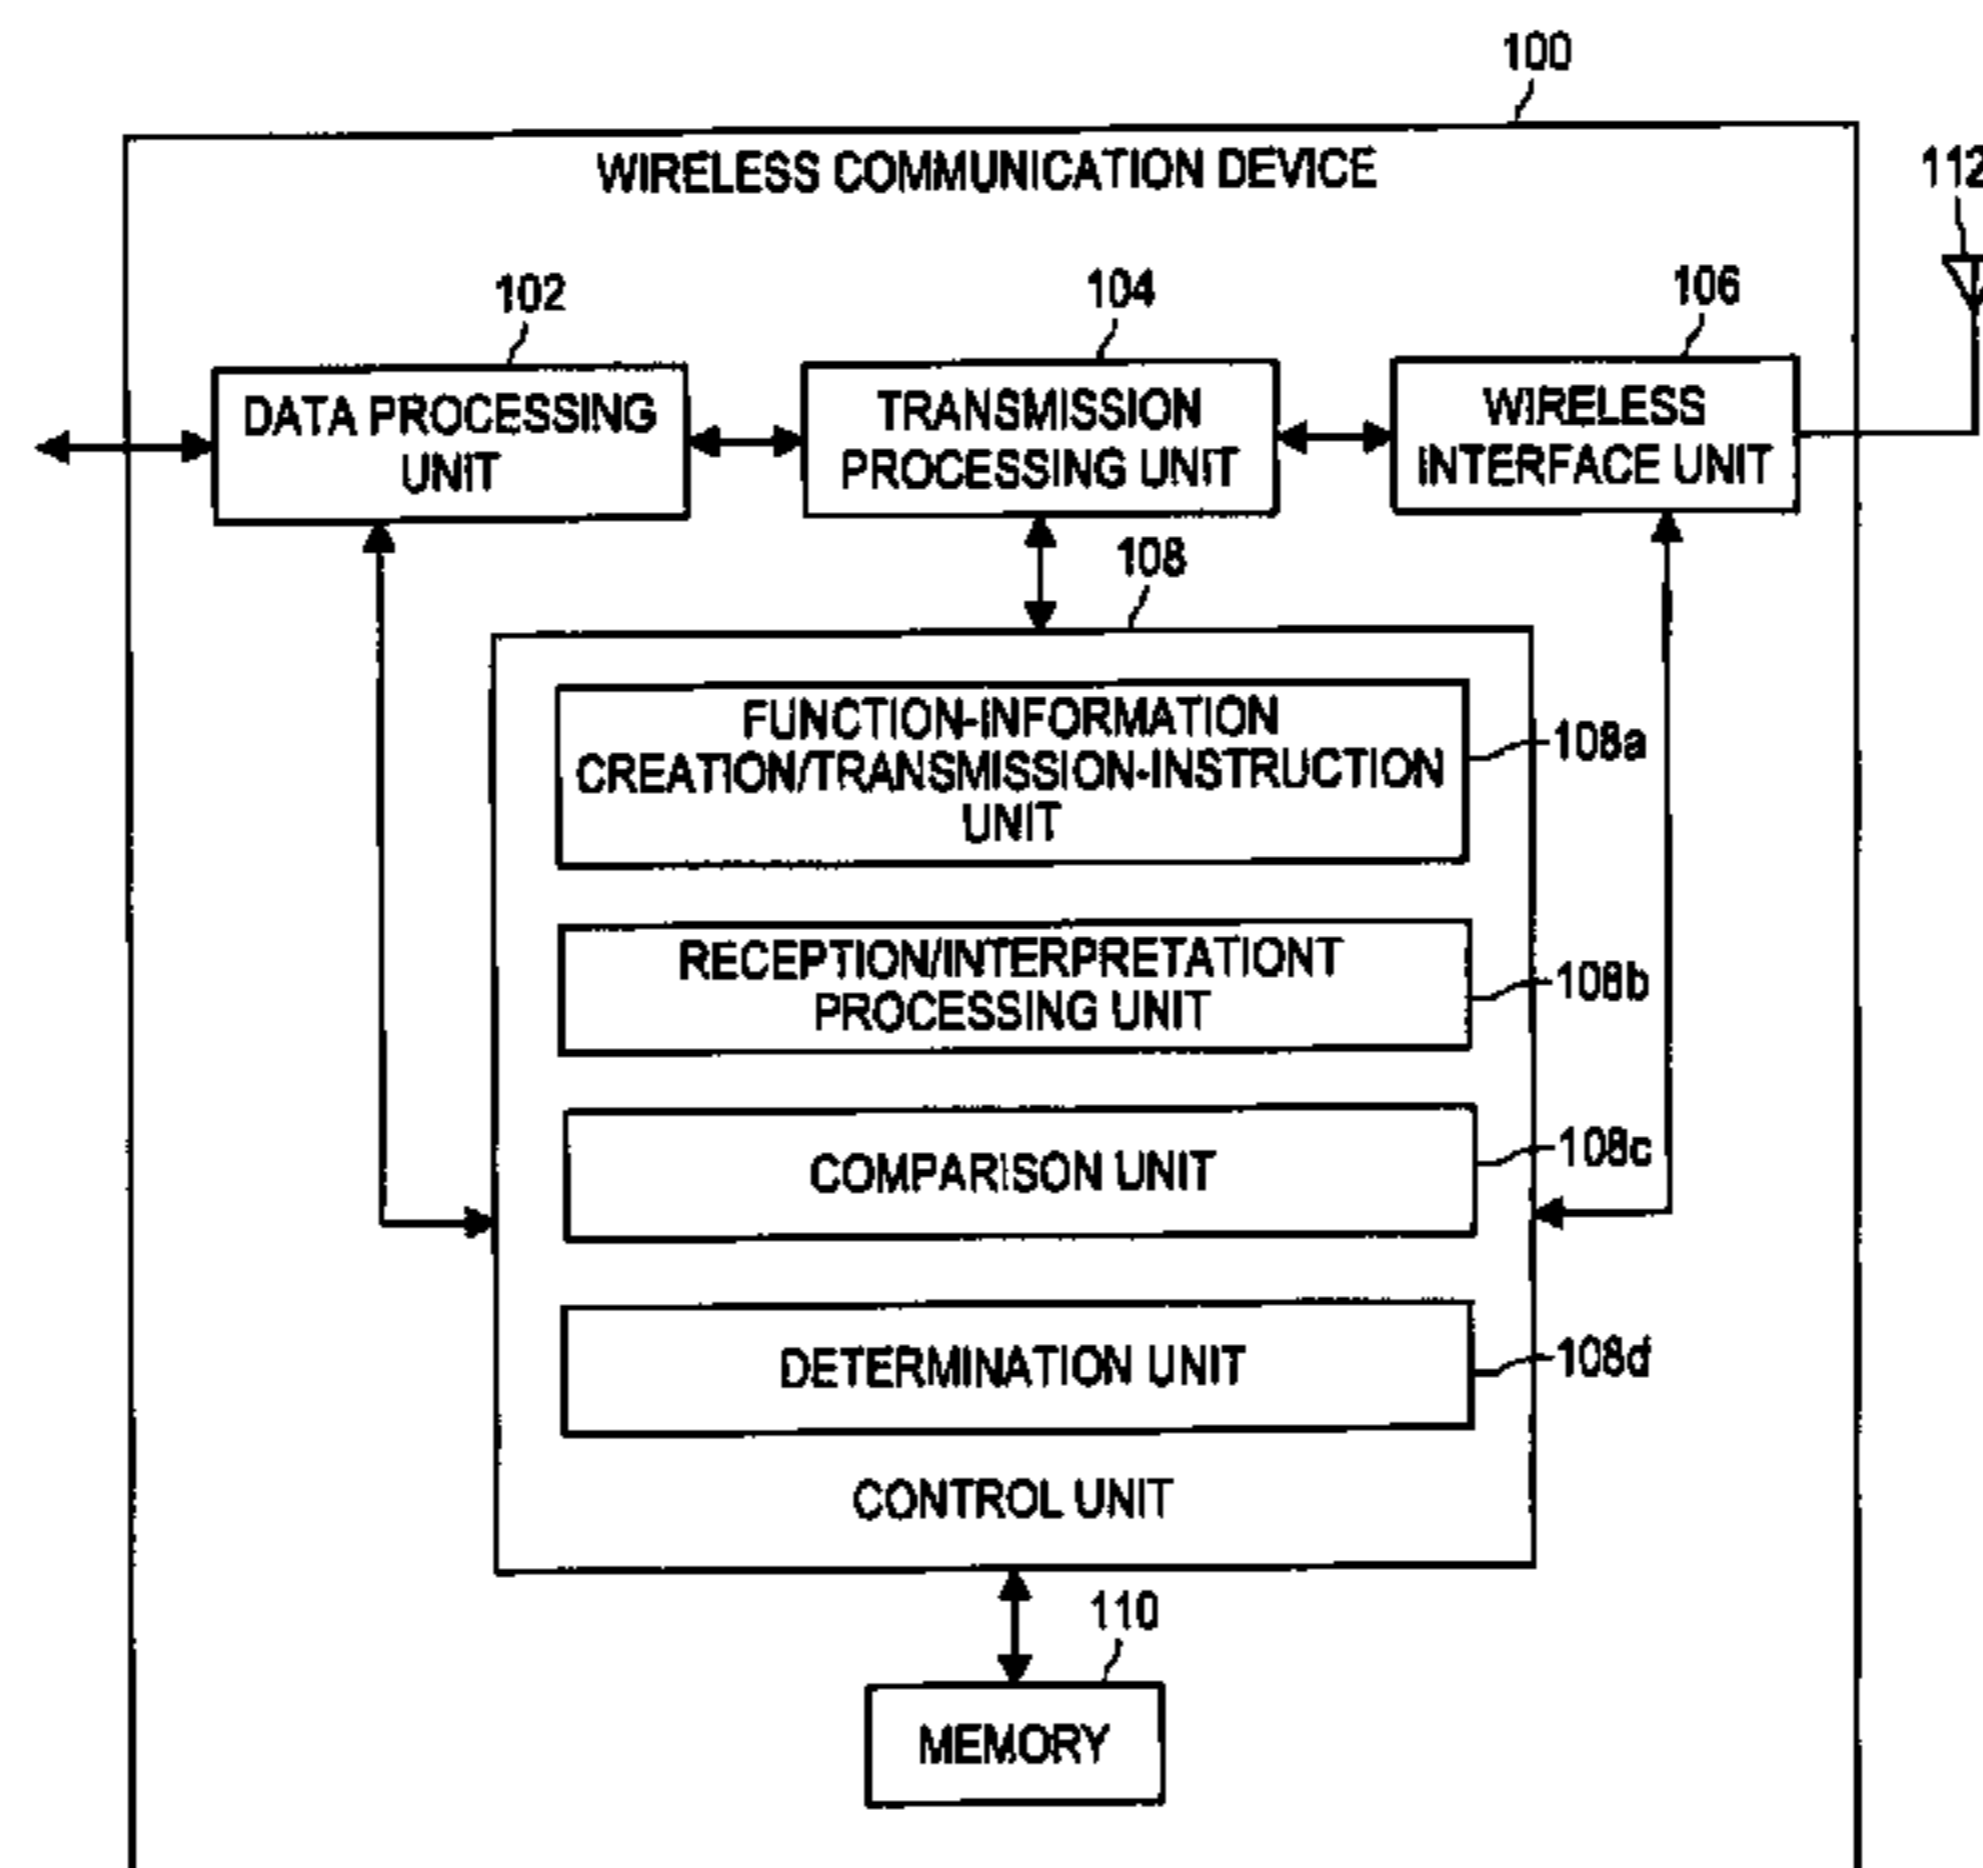 100
WIRELESS COMMUNICATION DEVICE
112
102
104
106
DATA PROCESSING
UNIT
TRANSMISSION
PROCESSING UNIT
WIRELESS
INTERFACE UNIT
108
FUNCTION-INFORMATION
CREATION/TRANSMISSION-INSTRUCTION
UNIT
108a
RECEPTION/INTERPRETATIONT
PROCESSING UNIT
108b
COMPARISON UNIT
108c
DETERMINATION UNIT
108d
CONTROL UNIT
110
MEMORY